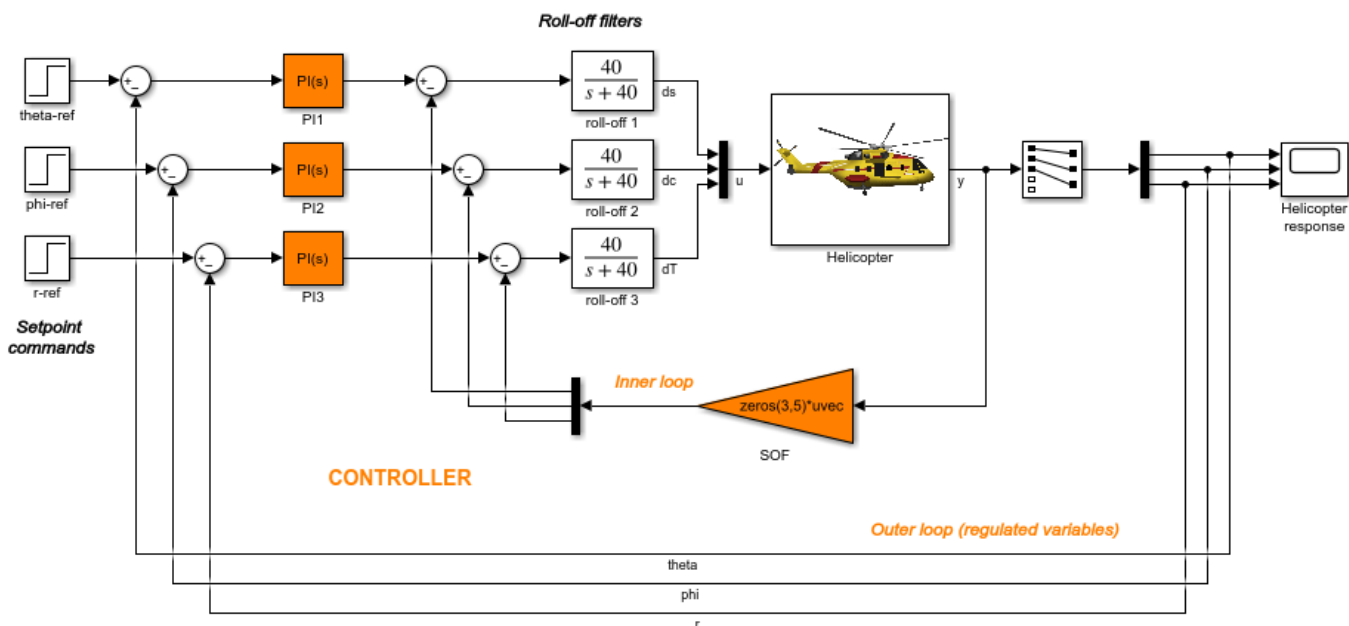 Roll-off filters
theta-ref
+
−
PI(s)
PI1
+
−
40
s + 40
roll-off 1
ds
phi-ref
+
−
PI(s)
PI2
+
−
40
s + 40
roll-off 2
dc
u
Helicopter
y
Helicopter
response
r-ref
+
−
PI(s)
PI3
+
−
40
s + 40
roll-off 3
dT
Setpoint
commands
Inner loop
zeros(3,5)*uvec
SOF
CONTROLLER
Outer loop (regulated variables)
theta
phi
r